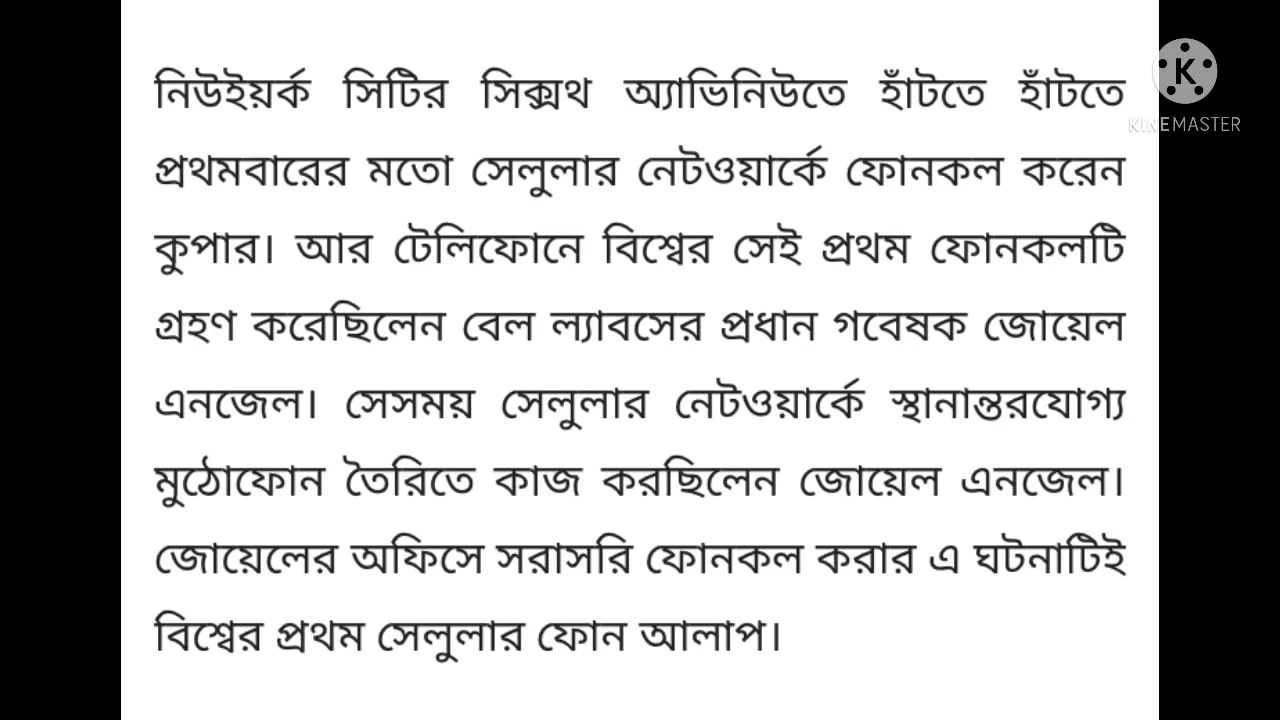 নিউইয়র্ক সিটির সিক্সথ অ্যাভিনিউতে হাঁটতে হাঁটতে
প্রথমবারের মতো সেলুলার নেটওয়ার্কে ফোনকল করেন
কুপার। আর টেলিফোনে বিশ্বের সেই প্রথম ফোনকলটি
গ্রহণ করেছিলেন বেল ল্যাবসের প্রধান গবেষক জোয়েল
এনজেল। সেসময় সেলুলার নেটওয়ার্কে স্থানান্তরযোগ্য
মুঠোফোন তৈরিতে কাজ করছিলেন জোয়েল এনজেল।
জোয়েলের অফিসে সরাসরি ফোনকল করার এ ঘটনাটিই
বিশ্বের প্রথম সেলুলার ফোন আলাপ।
K
KINEMASTER